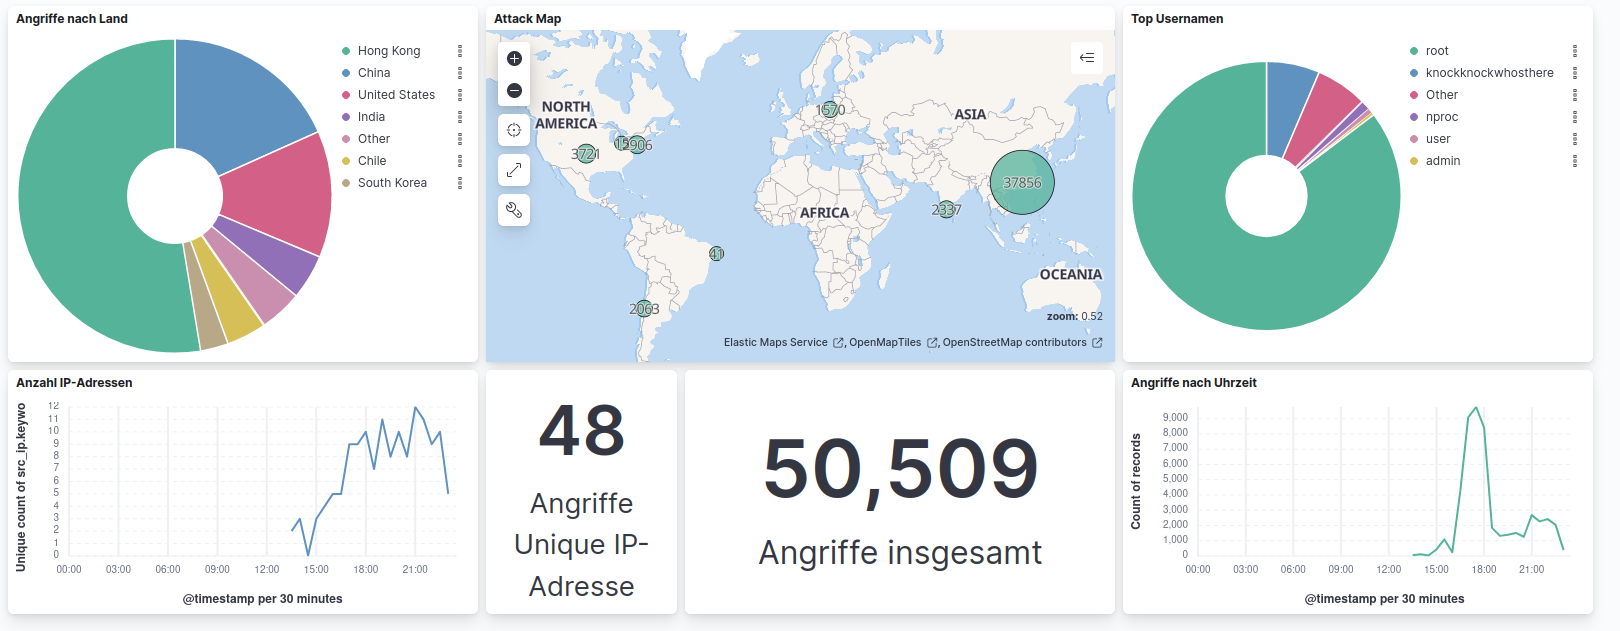 Angriffe nach Land
Hong Kong
China
United States
India
Other
Chile
South Korea
Attack Map
NORTH
AMERICA
ASIA
AFRICA
OCEANIA
1570
3721
2906
37856
2337
41
2063
zoom: 0.52
Elastic Maps Service , OpenMapTiles , OpenStreetMap contributors
Top Usernamen
root
knockknockwhosthere
Other
nproc
user
admin
Anzahl IP-Adressen
Unique count of src_ip.keywo
12
11
10
9
8
7
6
5
4
3
2
1
0
00:00 03:00 06:00 09:00 12:00 15:00 18:00 21:00
@timestamp per 30 minutes
48
Angriffe
Unique IP-
Adresse
50,509
Angriffe insgesamt
Angriffe nach Uhrzeit
Count of records
9,000
8,000
7,000
6,000
5,000
4,000
3,000
2,000
1,000
0
00:00 03:00 06:00 09:00 12:00 15:00 18:00 21:00
@timestamp per 30 minutes